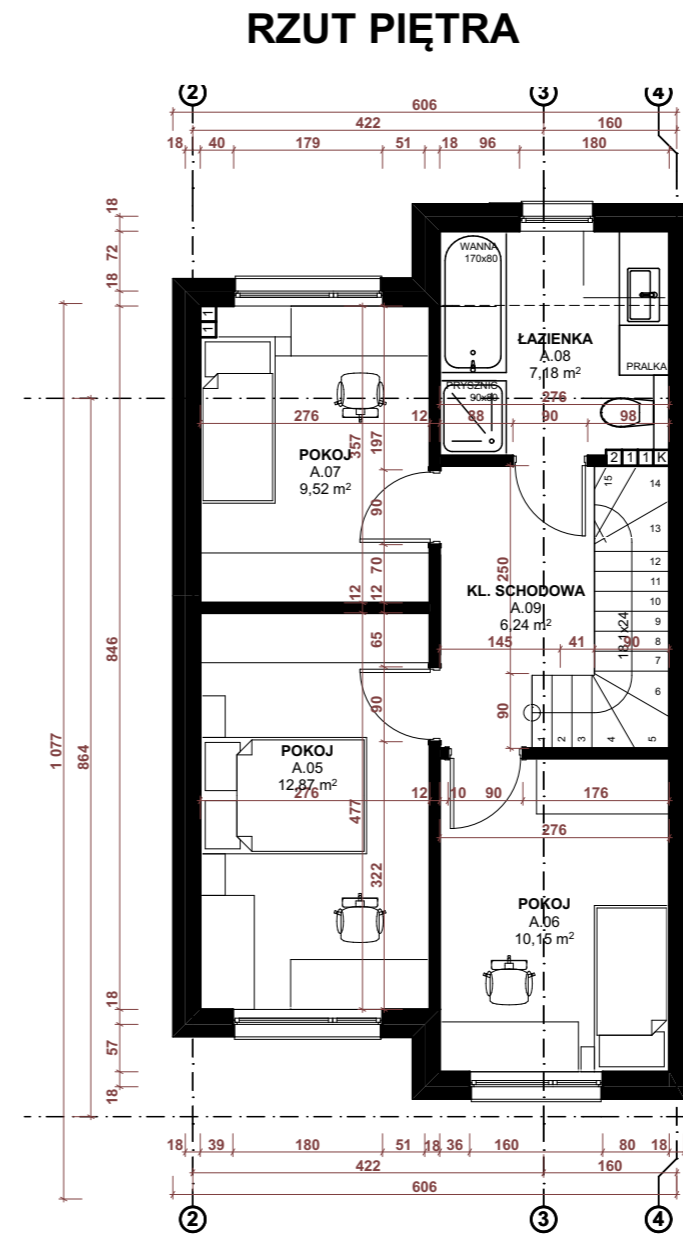 RZUT PIĘTRA
2 3 4
606
422 160
18 40 179 51 18 96 180
18
72
18
WANNA
170x80
1
1
ŁAZIENKA
A.08
7,18 m²
PRALKA
PRYSZNIC
90x80
276
276 12 88 90 98
357
197
POKOJ
A.07
9,52 m²
2 1 1 K
15 14
13
12
11
10
9
8
7
6
5
4
3
2
1
18,1x24
90
70
12 12
250
KL. SCHODOWA
A.09
6,24 m²
145 41 90
65
90
90
846
864
1 077
POKOJ
A.05
12,87 m²
276 12 10 90 176
477
276
322
POKOJ
A.06
10,15 m²
18
57
18
18 39 180 51 18 36 160 80 18
422 160
606
2 3 4